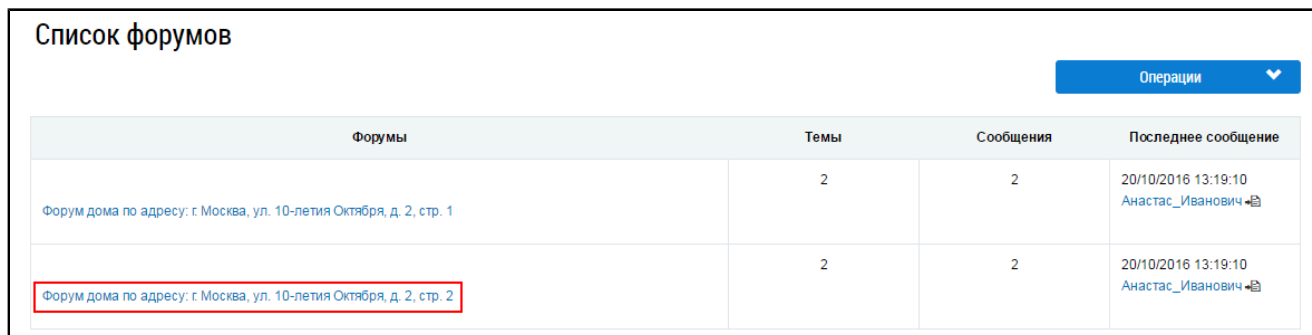 Список форумов
Операции
Форумы Темы Сообщения Последнее сообщение
2 2 20/10/2016 13:19:10
Форум дома по адресу: г. Москва, ул. 10-летия Октября, д. 2, стр. 1 Анастас_Иванович
2 2 20/10/2016 13:19:10
Форум дома по адресу: г. Москва, ул. 10-летия Октября, д. 2, стр. 2 Анастас_Иванович